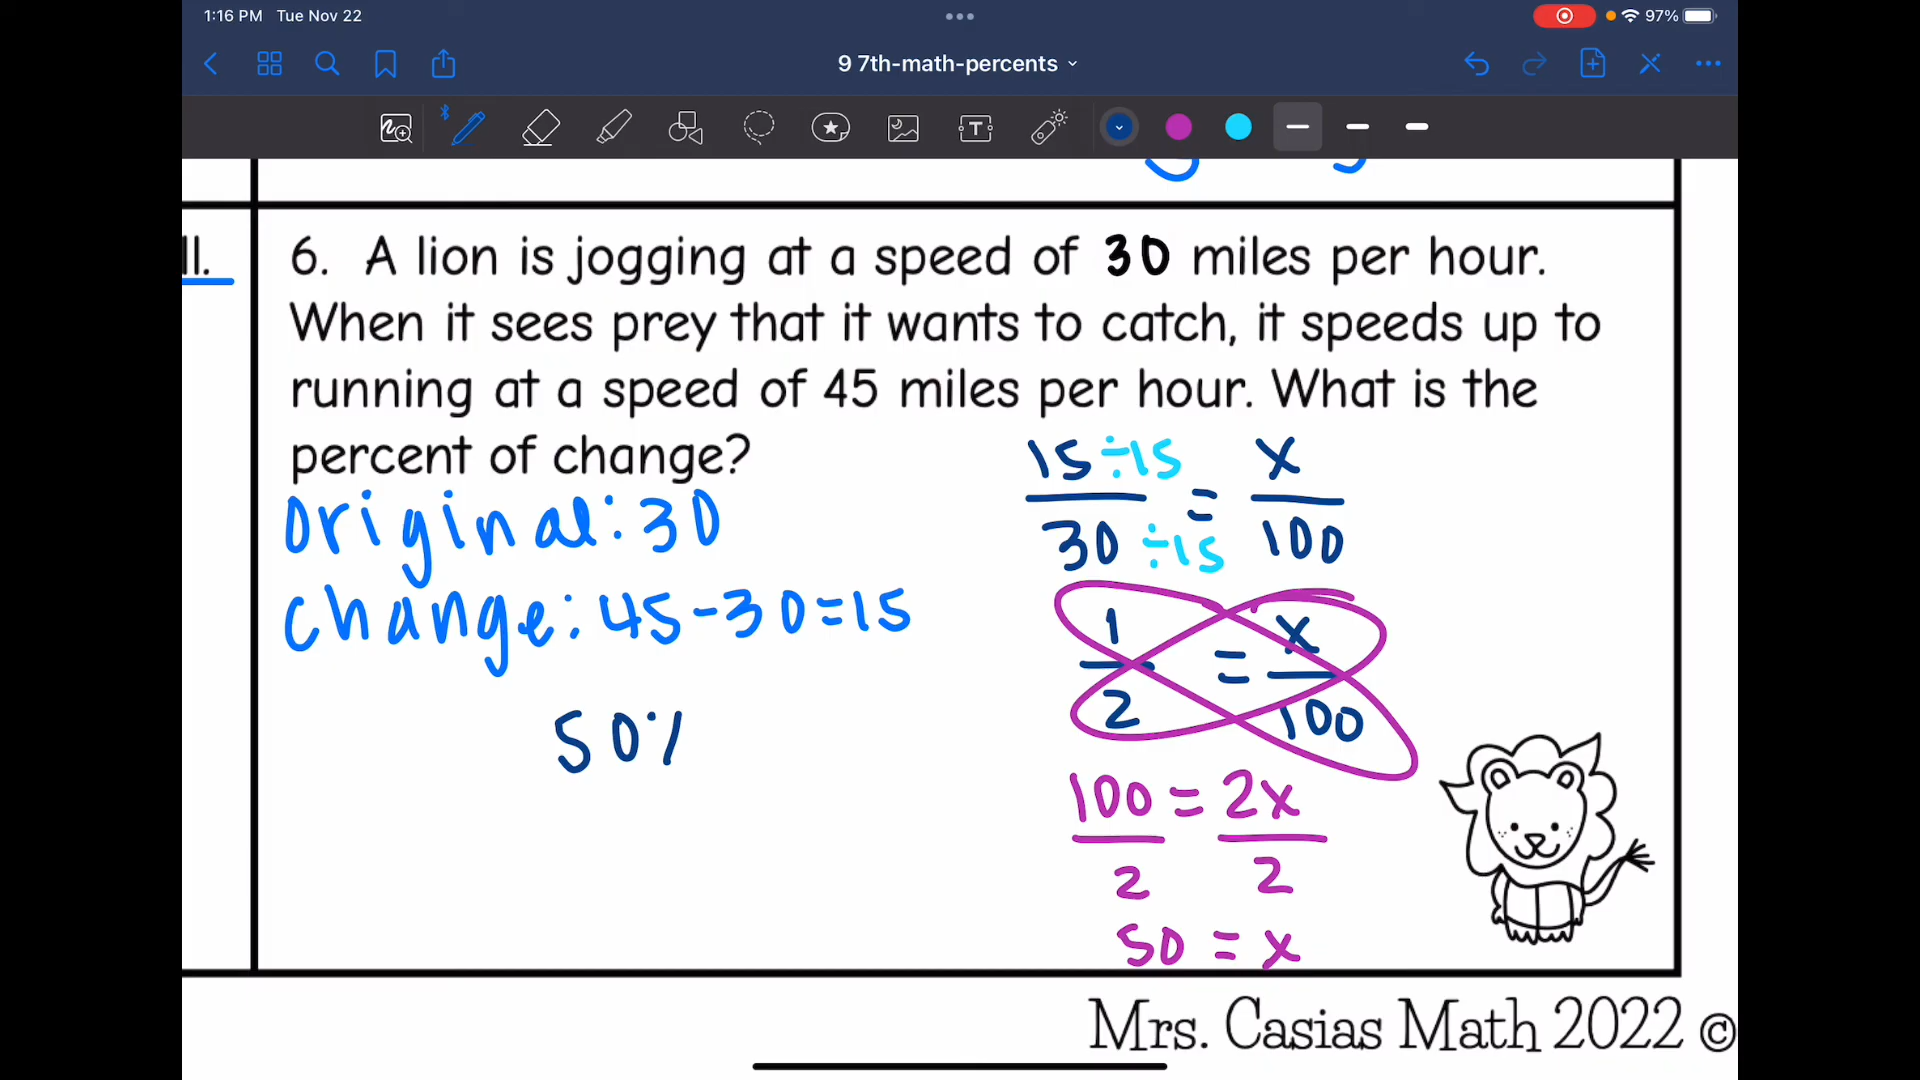 1:16 PM Tue Nov 22
97%
9 7th-math-percents
ll.
6. A lion is jogging at a speed of 30 miles per hour.
When it sees prey that it wants to catch, it speeds up to
running at a speed of 45 miles per hour. What is the
percent of change?
original: 30
change: 45-30=15
50%
15 ÷15 = x
30 ÷15 100
1 = x
2 100
100 = 2x
2 2
50 = x
Mrs. Casias Math 2022 ©